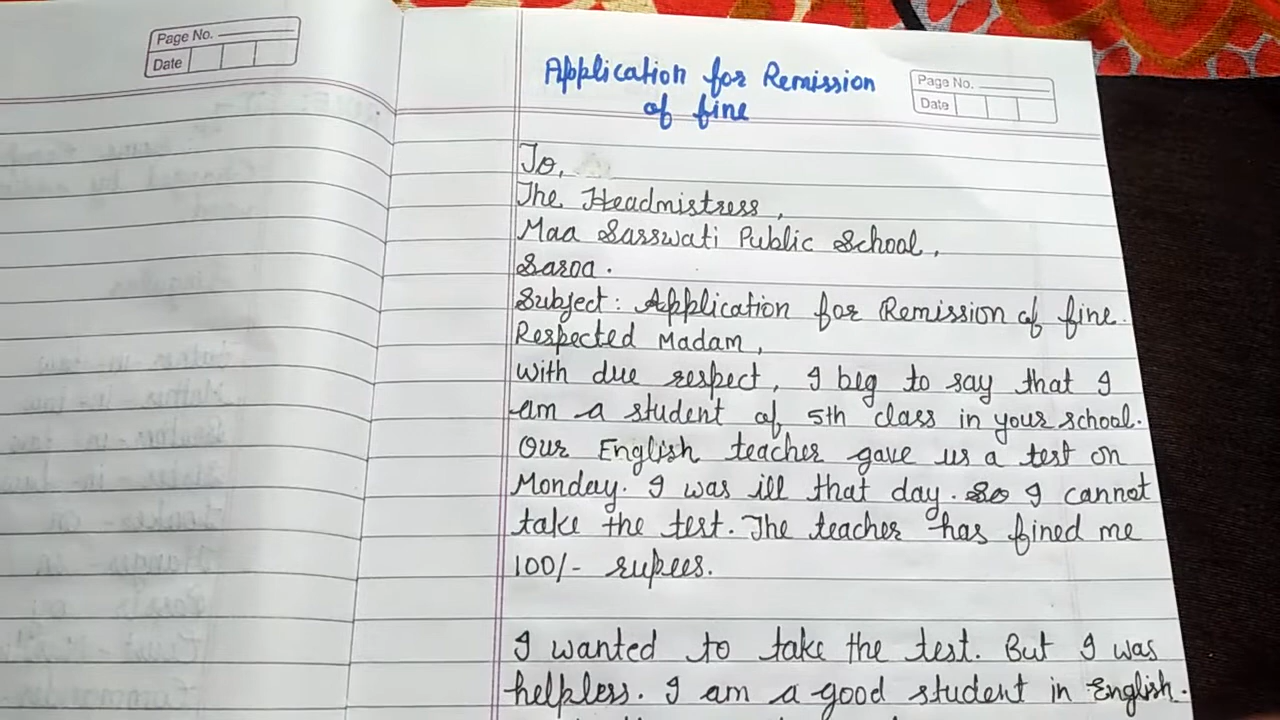 Page No.
Date
Application for Remission
of fine
Page No.
Date
To,
The Headmistress,
Maa Sarswati Public School,
Saroa.
Subject: Application for Remission of fine.
Respected Madam,
with due respect, I beg to say that I
am a student of 5th class in your school.
Our English teacher gave us a test on
Monday. I was ill that day. So I cannot
take the test. The teacher has fined me
100/- rupees.
I wanted to take the test. But I was
helpless. I am a good student in English.